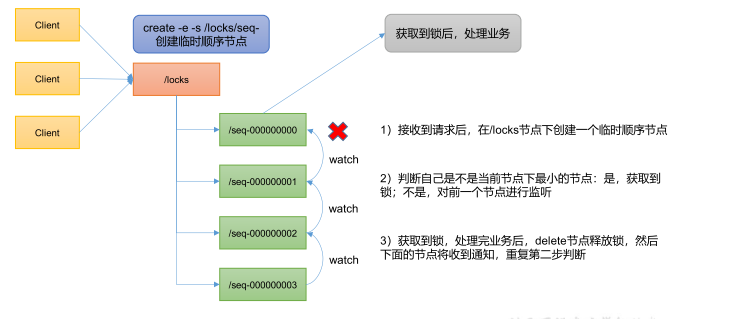 Client
Client
Client
create -e -s /locks/seq-
创建临时顺序节点
/locks
获取到锁后，处理业务
/seq-000000000
/seq-000000001
/seq-000000002
/seq-000000003
watch
watch
watch
1）接收到请求后，在/locks节点下创建一个临时顺序节点
2）判断自己是不是当前节点下最小的节点：是，获取到
锁；不是，对前一个节点进行监听
3）获取到锁，处理完业务后，delete节点释放锁，然后
下面的节点将收到通知，重复第二步判断